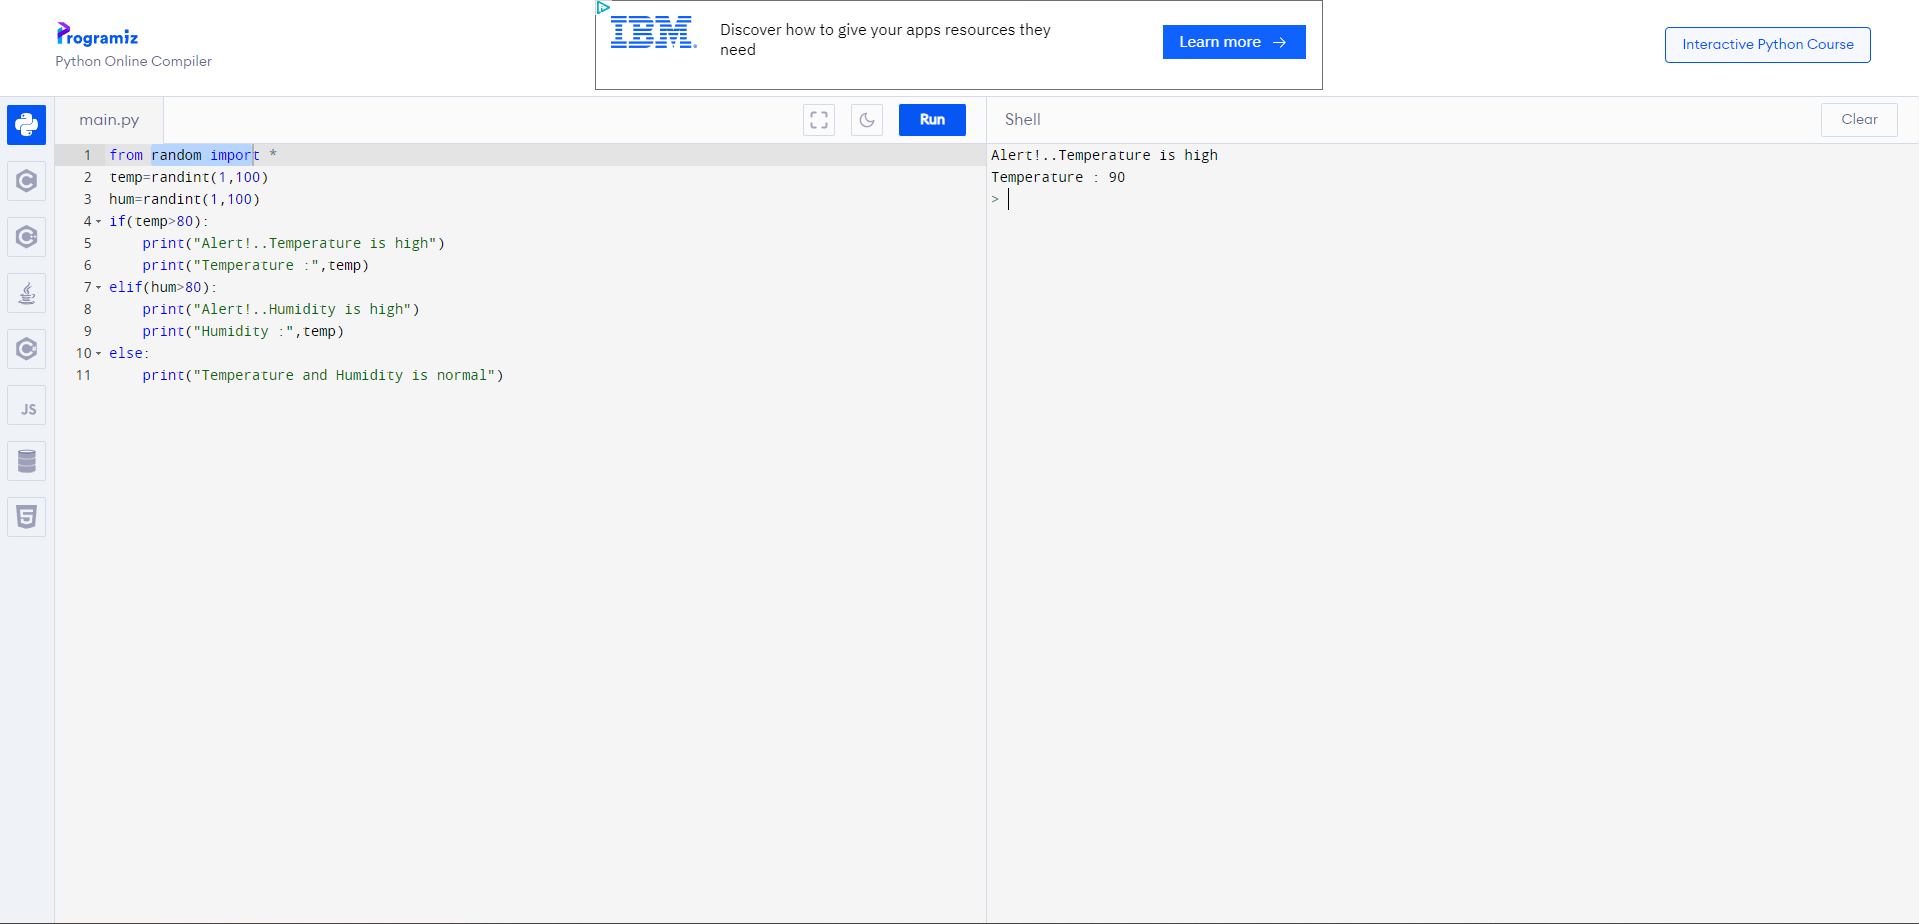 Programiz
Python Online Compiler
IBM.
Discover how to give your apps resources they
need
Learn more →
Interactive Python Course
main.py
Run
Shell
Clear
1 from random import *
2 temp=randint(1,100)
3 hum=randint(1,100)
4 if(temp>80):
5     print("Alert!..Temperature is high")
6     print("Temperature :",temp)
7 elif(hum>80):
8     print("Alert!..Humidity is high")
9     print("Humidity :",temp)
10 else:
11     print("Temperature and Humidity is normal")
Alert!..Temperature is high
Temperature : 90
>
JS